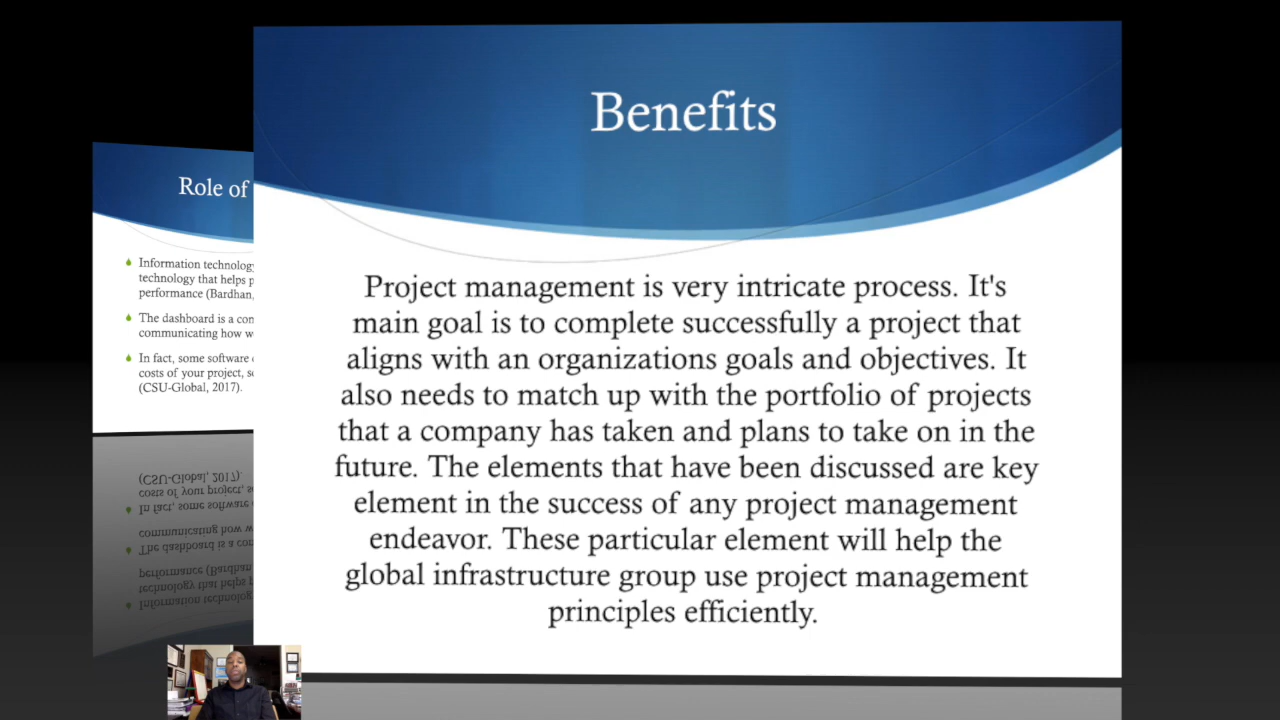 Benefits
Project management is very intricate process. It's
main goal is to complete successfully a project that
aligns with an organizations goals and objectives. It
also needs to match up with the portfolio of projects
that a company has taken and plans to take on in the
future. The elements that have been discussed are key
element in the success of any project management
endeavor. These particular element will help the
global infrastructure group use project management
principles efficiently.
Role of
Information
technology that helps
performance (Bardhan,
The dashboard is a
communicating how
In fact, some software
costs of your project,
(CSU-Global, 2017).